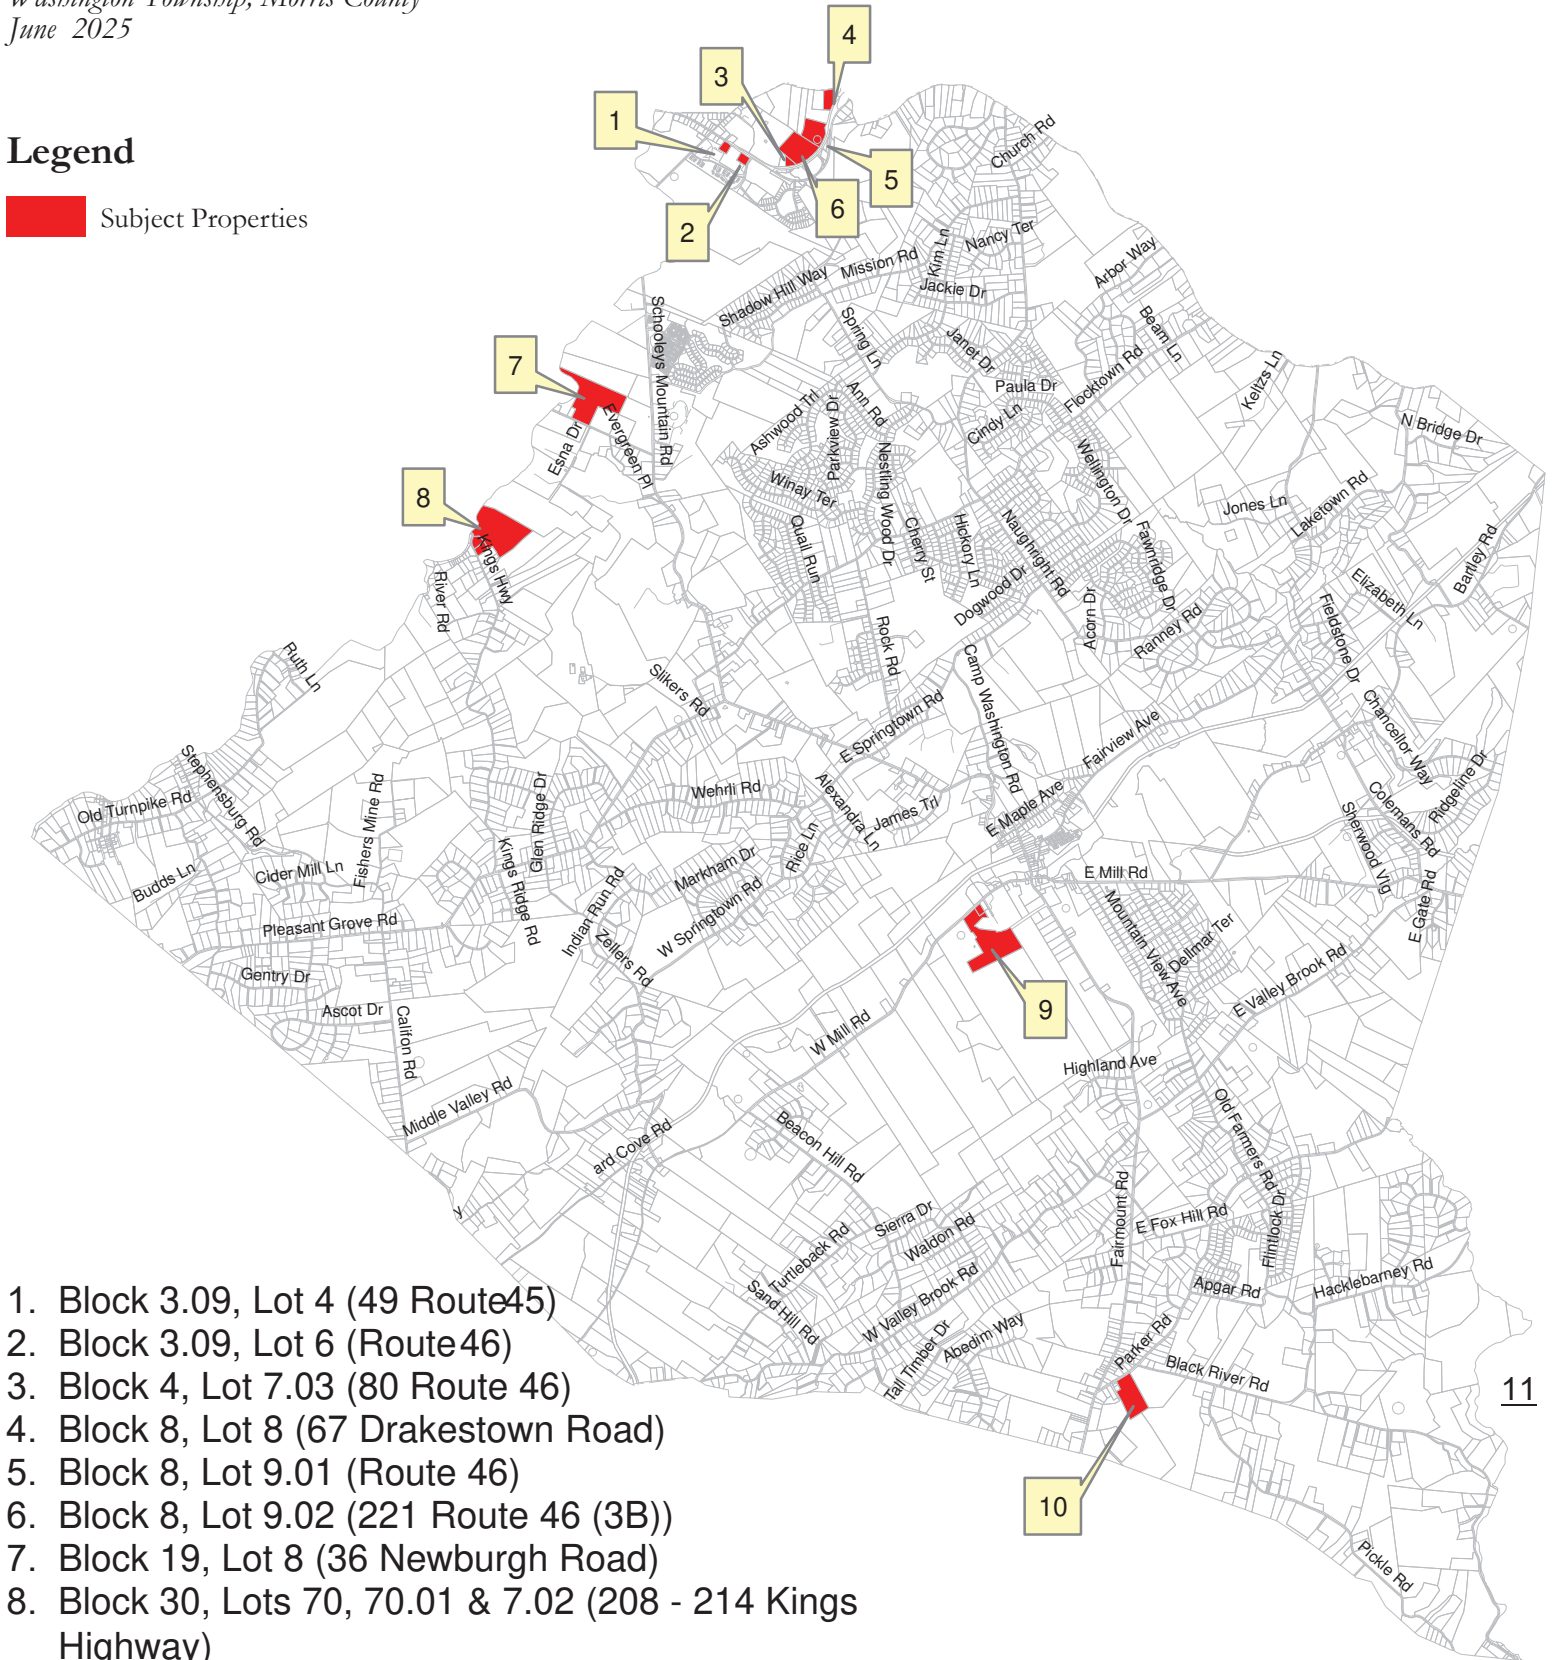 Washington Township, Morris County
June 2025
Legend
Subject Properties
1
2
3
4
5
6
7
8
9
10
11
Church Rd
Nancy Ter
Kim Ln
Mission Rd
Jackie Dr
Arbor Way
Shadow Hill Way
Schooleys Mountain Rd
Spring Ln
Janet Dr
Beam Ln
Paula Dr
Flocktown Rd
Keltzs Ln
Cindy Ln
Ann Rd
Ashwood Trl
Parkview Dr
N Bridge Dr
Evergreen Pl
Esna Dr
Winay Ter
Nestling Wood Dr
Wellington Dr
Jones Ln
Laketown Rd
Quail Run
Cherry St
Hickory Ln
Naughright Rd
Fawnridge Dr
Bartley Rd
Kings Hwy
River Rd
Dogwood Dr
Acorn Dr
Ranney Rd
Elizabeth Ln
Fieldstone Dr
Rock Rd
Ruth Ln
Slikers Rd
Camp Washington Rd
E Springtown Rd
Fairview Ave
Chancellor Way
Stephensburg Rd
Old Turnpike Rd
Fishers Mine Rd
Glen Ridge Dr
Wehrli Rd
Alexandra Ln
James Trl
E Maple Ave
Colemans Rd
Ridgeline Dr
Sherwood Vlg
Budds Ln
Cider Mill Ln
Kings Ridge Rd
Markham Dr
Rice Ln
E Mill Rd
E Gate Rd
Pleasant Grove Rd
Indian Run Rd
W Springtown Rd
Zellers Rd
Mountain View Ave
Dellmar Ter
Gentry Dr
Ascot Dr
Califon Rd
E Valley Brook Rd
W Mill Rd
Highland Ave
Middle Valley Rd
ard Cove Rd
Beacon Hill Rd
Old Farmers Rd
y
Sierra Dr
Waldon Rd
Fairmount Rd
E Fox Hill Rd
Flintlock Dr
Turtleback Rd
Sand Hill Rd
W Valley Brook Rd
Apgar Rd
Hacklebarney Rd
Tall Timber Dr
Abedim Way
Parker Rd
Black River Rd
Pickle Rd
1. Block 3.09, Lot 4 (49 Route45)
2. Block 3.09, Lot 6 (Route 46)
3. Block 4, Lot 7.03 (80 Route 46)
4. Block 8, Lot 8 (67 Drakestown Road)
5. Block 8, Lot 9.01 (Route 46)
6. Block 8, Lot 9.02 (221 Route 46 (3B))
7. Block 19, Lot 8 (36 Newburgh Road)
8. Block 30, Lots 70, 70.01 & 7.02 (208 - 214 Kings
Highway)